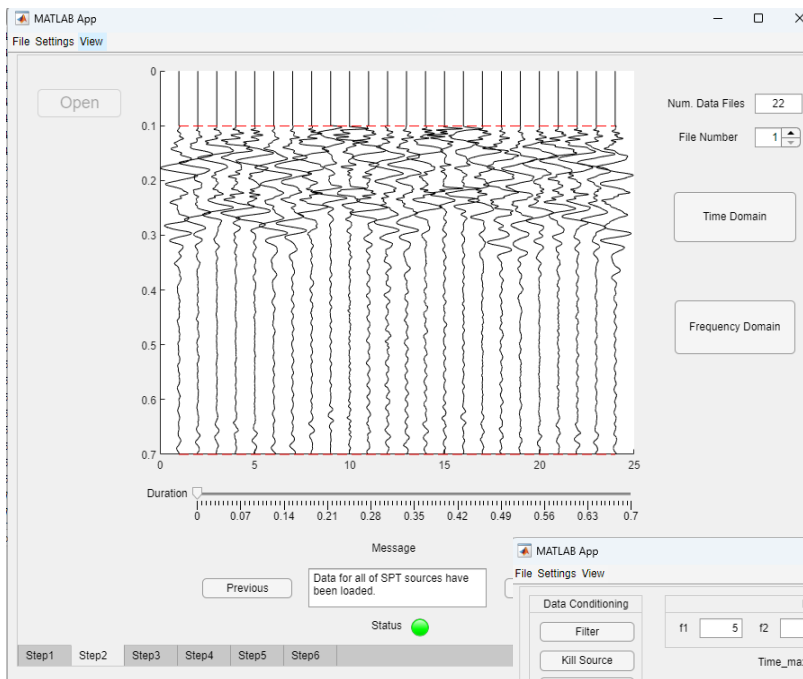 MATLAB App
File Settings View
Open
0
0.1
0.2
0.3
0.4
0.5
0.6
0.7
0 5 10 15 20 25
Num. Data Files 22
File Number 1
Time Domain
Frequency Domain
Duration
0 0.07 0.14 0.21 0.28 0.35 0.42 0.49 0.56 0.63 0.7
Message
Previous
Data for all of SPT sources have
been loaded.
Status
Step1 Step2 Step3 Step4 Step5 Step6
MATLAB App
File Settings View
Data Conditioning
Filter
Kill Source
f1 5 f2